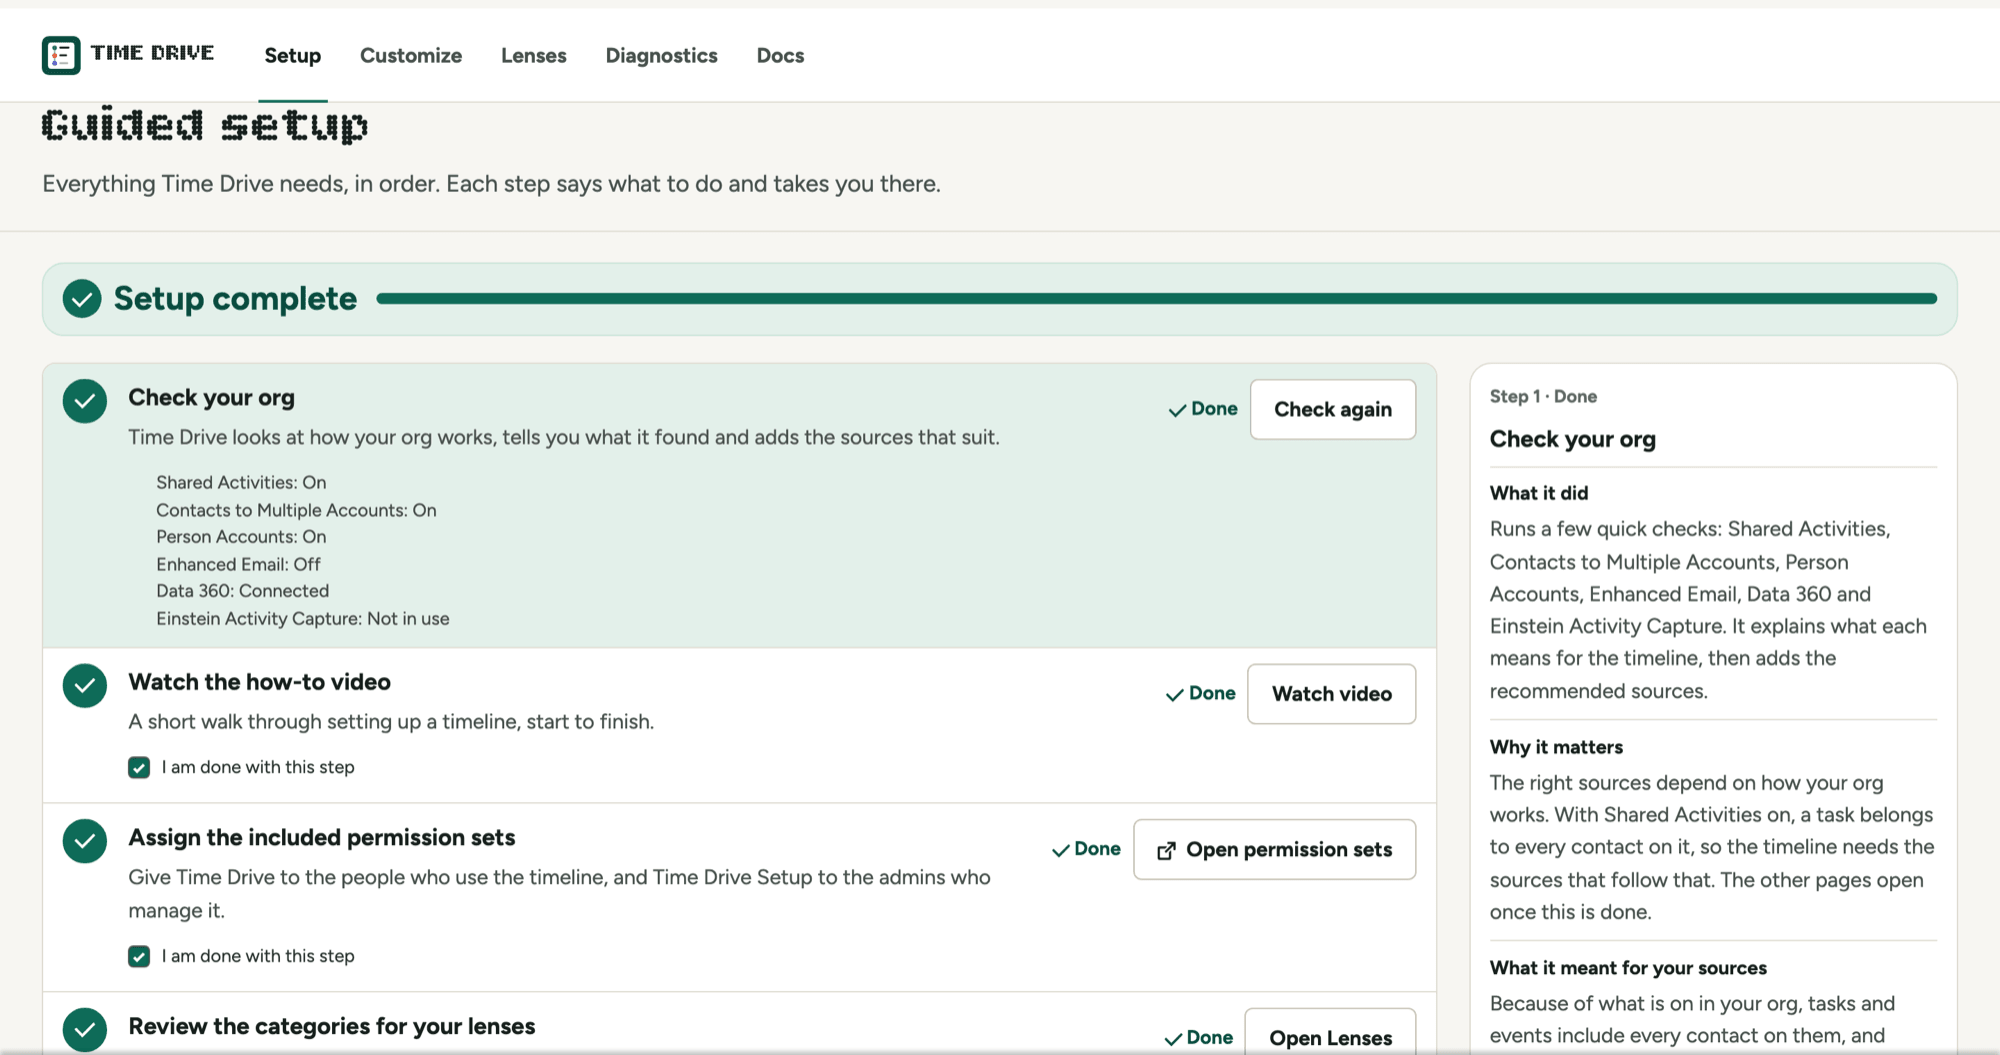 TIME DRIVE
Setup
Customize
Lenses
Diagnostics
Docs
Guided setup
Everything Time Drive needs, in order. Each step says what to do and takes you there.
Setup complete
Check your org
Time Drive looks at how your org works, tells you what it found and adds the sources that suit.
Shared Activities: On
Contacts to Multiple Accounts: On
Person Accounts: On
Enhanced Email: Off
Data 360: Connected
Einstein Activity Capture: Not in use
Done
Check again
Watch the how-to video
A short walk through setting up a timeline, start to finish.
I am done with this step
Done
Watch video
Assign the included permission sets
Give Time Drive to the people who use the timeline, and Time Drive Setup to the admins who
manage it.
I am done with this step
Done
Open permission sets
Review the categories for your lenses
Done
Open Lenses
Step 1 · Done
Check your org
What it did
Runs a few quick checks: Shared Activities,
Contacts to Multiple Accounts, Person
Accounts, Enhanced Email, Data 360 and
Einstein Activity Capture. It explains what each
means for the timeline, then adds the
recommended sources.
Why it matters
The right sources depend on how your org
works. With Shared Activities on, a task belongs
to every contact on it, so the timeline needs the
sources that follow that. The other pages open
once this is done.
What it meant for your sources
Because of what is on in your org, tasks and
events include every contact on them, and